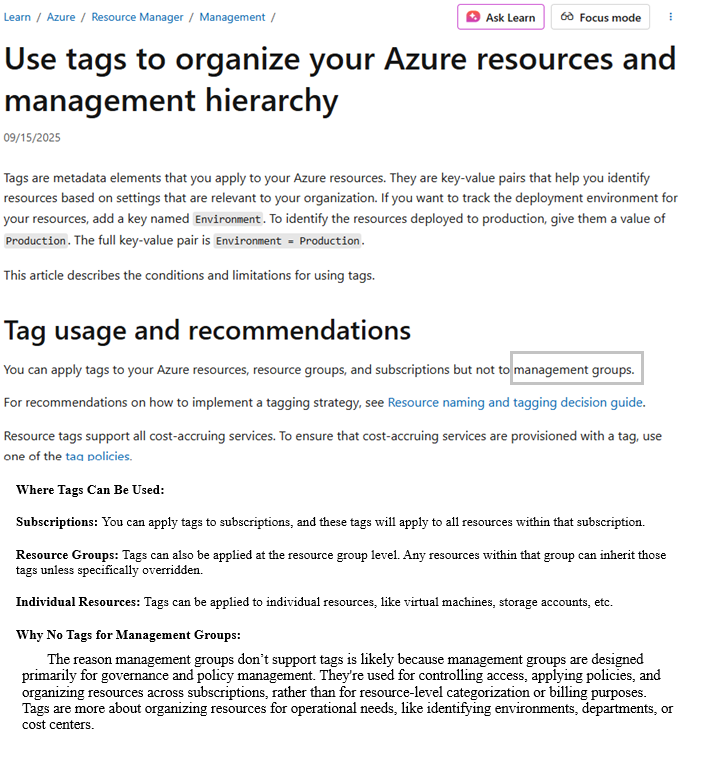 Learn / Azure / Resource Manager / Management /
Ask Learn
Focus mode
Use tags to organize your Azure resources and
management hierarchy
09/15/2025
Tags are metadata elements that you apply to your Azure resources. They are key-value pairs that help you identify
resources based on settings that are relevant to your organization. If you want to track the deployment environment for
your resources, add a key named Environment. To identify the resources deployed to production, give them a value of
Production. The full key-value pair is Environment = Production.
This article describes the conditions and limitations for using tags.
Tag usage and recommendations
You can apply tags to your Azure resources, resource groups, and subscriptions but not to management groups.
For recommendations on how to implement a tagging strategy, see Resource naming and tagging decision guide.
Resource tags support all cost-accruing services. To ensure that cost-accruing services are provisioned with a tag, use
one of the tag policies.
Where Tags Can Be Used:
Subscriptions: You can apply tags to subscriptions, and these tags will apply to all resources within that subscription.
Resource Groups: Tags can also be applied at the resource group level. Any resources within that group can inherit those
tags unless specifically overridden.
Individual Resources: Tags can be applied to individual resources, like virtual machines, storage accounts, etc.
Why No Tags for Management Groups:
The reason management groups don't support tags is likely because management groups are designed
primarily for governance and policy management. They're used for controlling access, applying policies, and
organizing resources across subscriptions, rather than for resource-level categorization or billing purposes.
Tags are more about organizing resources for operational needs, like identifying environments, departments, or
cost centers.